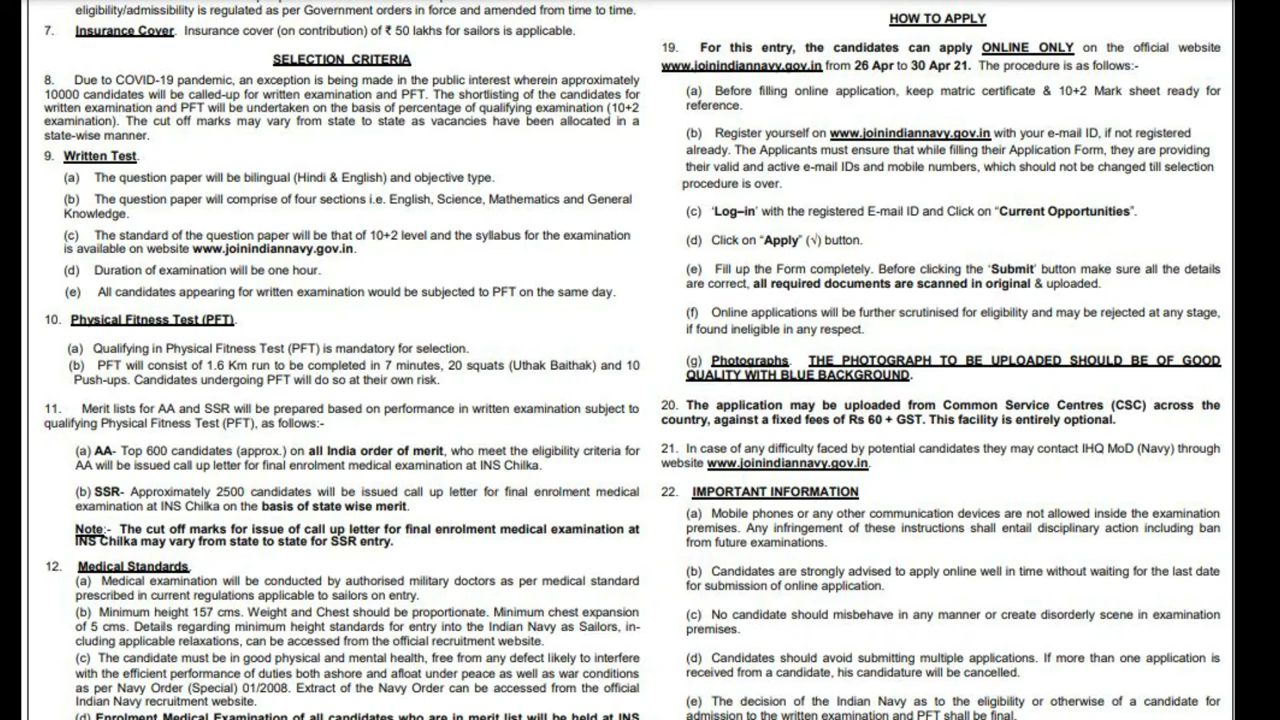 eligibility/admissibility is regulated as per Government orders in force and amended from time to time.
7. Insurance Cover. Insurance cover (on contribution) of ₹ 50 lakhs for sailors is applicable.
SELECTION CRITERIA
8. Due to COVID-19 pandemic, an exception is being made in the public interest wherein approximately
10000 candidates will be called-up for written examination and PFT. The shortlisting of the candidates for
written examination and PFT will be undertaken on the basis of percentage of qualifying examination (10+2
examination). The cut off marks may vary from state to state as vacancies have been allocated in a
state-wise manner.
9. Written Test.
(a) The question paper will be bilingual (Hindi & English) and objective type.
(b) The question paper will comprise of four sections i.e. English, Science, Mathematics and General
Knowledge.
(c) The standard of the question paper will be that of 10+2 level and the syllabus for the examination
is available on website www.joinindiannavy.gov.in.
(d) Duration of examination will be one hour.
(e) All candidates appearing for written examination would be subjected to PFT on the same day.
10. Physical Fitness Test (PFT).
(a) Qualifying in Physical Fitness Test (PFT) is mandatory for selection.
(b) PFT will consist of 1.6 Km run to be completed in 7 minutes, 20 squats (Uthak Baithak) and 10
Push-ups. Candidates undergoing PFT will do so at their own risk.
11. Merit lists for AA and SSR will be prepared based on performance in written examination subject to
qualifying Physical Fitness Test (PFT), as follows:-
(a) AA- Top 600 candidates (approx.) on all India order of merit, who meet the eligibility criteria for
AA will be issued call up letter for final enrolment medical examination at INS Chilka.
(b) SSR- Approximately 2500 candidates will be issued call up letter for final enrolment medical
examination at INS Chilka on the basis of state wise merit.
Note:- The cut off marks for issue of call up letter for final enrolment medical examination at
INS Chilka may vary from state to state for SSR entry.
12. Medical Standards.
(a) Medical examination will be conducted by authorised military doctors as per medical standard
prescribed in current regulations applicable to sailors on entry.
(b) Minimum height 157 cms. Weight and Chest should be proportionate. Minimum chest expansion
of 5 cms. Details regarding minimum height standards for entry into the Indian Navy as Sailors, in-
cluding applicable relaxations, can be accessed from the official recruitment website.
(c) The candidate must be in good physical and mental health, free from any defect likely to interfere
with the efficient performance of duties both ashore and afloat under peace as well as war conditions
as per Navy Order (Special) 01/2008. Extract of the Navy Order can be accessed from the official
Indian Navy recruitment website.
(d) Enrolment Medical Examination of all candidates who are in merit list will be held at INS
HOW TO APPLY
19. For this entry, the candidates can apply ONLINE ONLY on the official website
www.joinindiannavy.gov.in from 26 Apr to 30 Apr 21. The procedure is as follows:-
(a) Before filling online application, keep matric certificate & 10+2 Mark sheet ready for
reference.
(b) Register yourself on www.joinindiannavy.gov.in with your e-mail ID, if not registered
already. The Applicants must ensure that while filling their Application Form, they are providing
their valid and active e-mail IDs and mobile numbers, which should not be changed till selection
procedure is over.
(c) 'Log–in' with the registered E-mail ID and Click on "Current Opportunities".
(d) Click on "Apply" (√) button.
(e) Fill up the Form completely. Before clicking the 'Submit' button make sure all the details
are correct, all required documents are scanned in original & uploaded.
(f) Online applications will be further scrutinised for eligibility and may be rejected at any stage,
if found ineligible in any respect.
(g) Photographs. THE PHOTOGRAPH TO BE UPLOADED SHOULD BE OF GOOD
QUALITY WITH BLUE BACKGROUND.
20. The application may be uploaded from Common Service Centres (CSC) across the
country, against a fixed fees of Rs 60 + GST. This facility is entirely optional.
21. In case of any difficulty faced by potential candidates they may contact IHQ MoD (Navy) through
website www.joinindiannavy.gov.in.
22. IMPORTANT INFORMATION
(a) Mobile phones or any other communication devices are not allowed inside the examination
premises. Any infringement of these instructions shall entail disciplinary action including ban
from future examinations.
(b) Candidates are strongly advised to apply online well in time without waiting for the last date
for submission of online application.
(c) No candidate should misbehave in any manner or create disorderly scene in examination
premises.
(d) Candidates should avoid submitting multiple applications. If more than one application is
received from a candidate, his candidature will be cancelled.
(e) The decision of the Indian Navy as to the eligibility or otherwise of a candidate for
admission to the written examination and PFT shall be final.